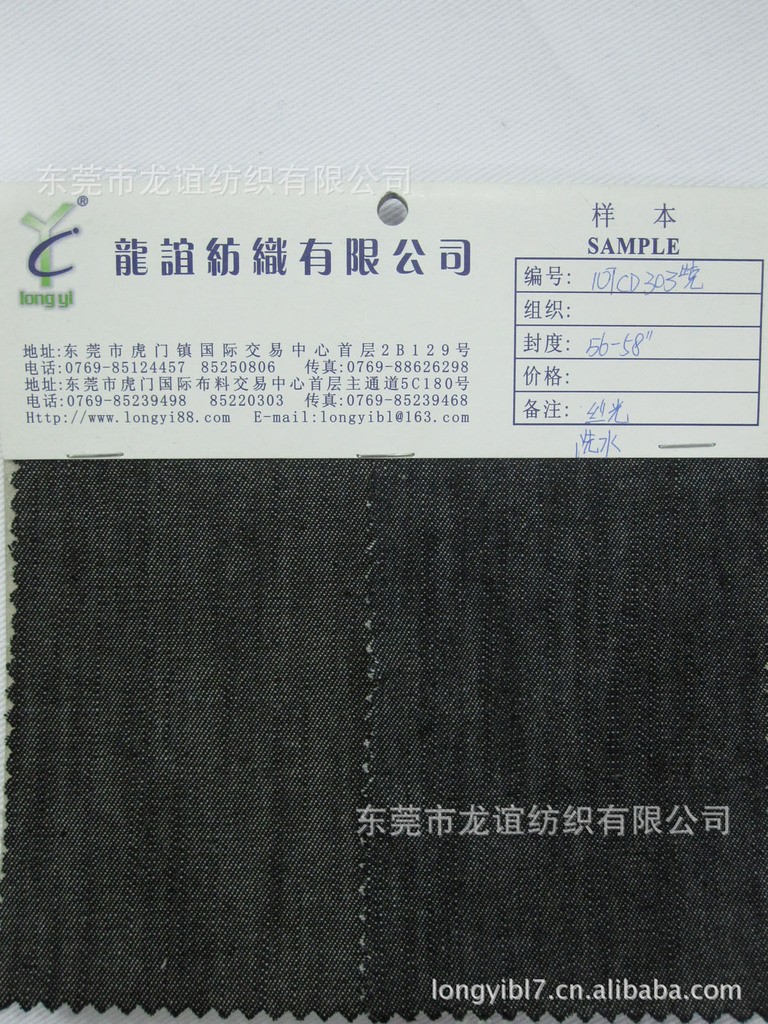 东莞市龙谊纺织有限公司
®
long yi
龍誼紡織有限公司
样 本
SAMPLE
编号:
组织:
封度: 56-58"
价格:
备注: 丝光
洗水
地址:东莞市虎门镇国际交易中心首层2B129号
电话:0769-85124457 85250806 传真:0769-88626298
地址:东莞市虎门国际布料交易中心首层主通道5C180号
电话:0769-85239498 85220303 传真:0769-85239468
Http://www.longyi88.com E-mail:longyibl@163.com
东莞市龙谊纺织有限公司
longyibl7.cn.alibaba.com